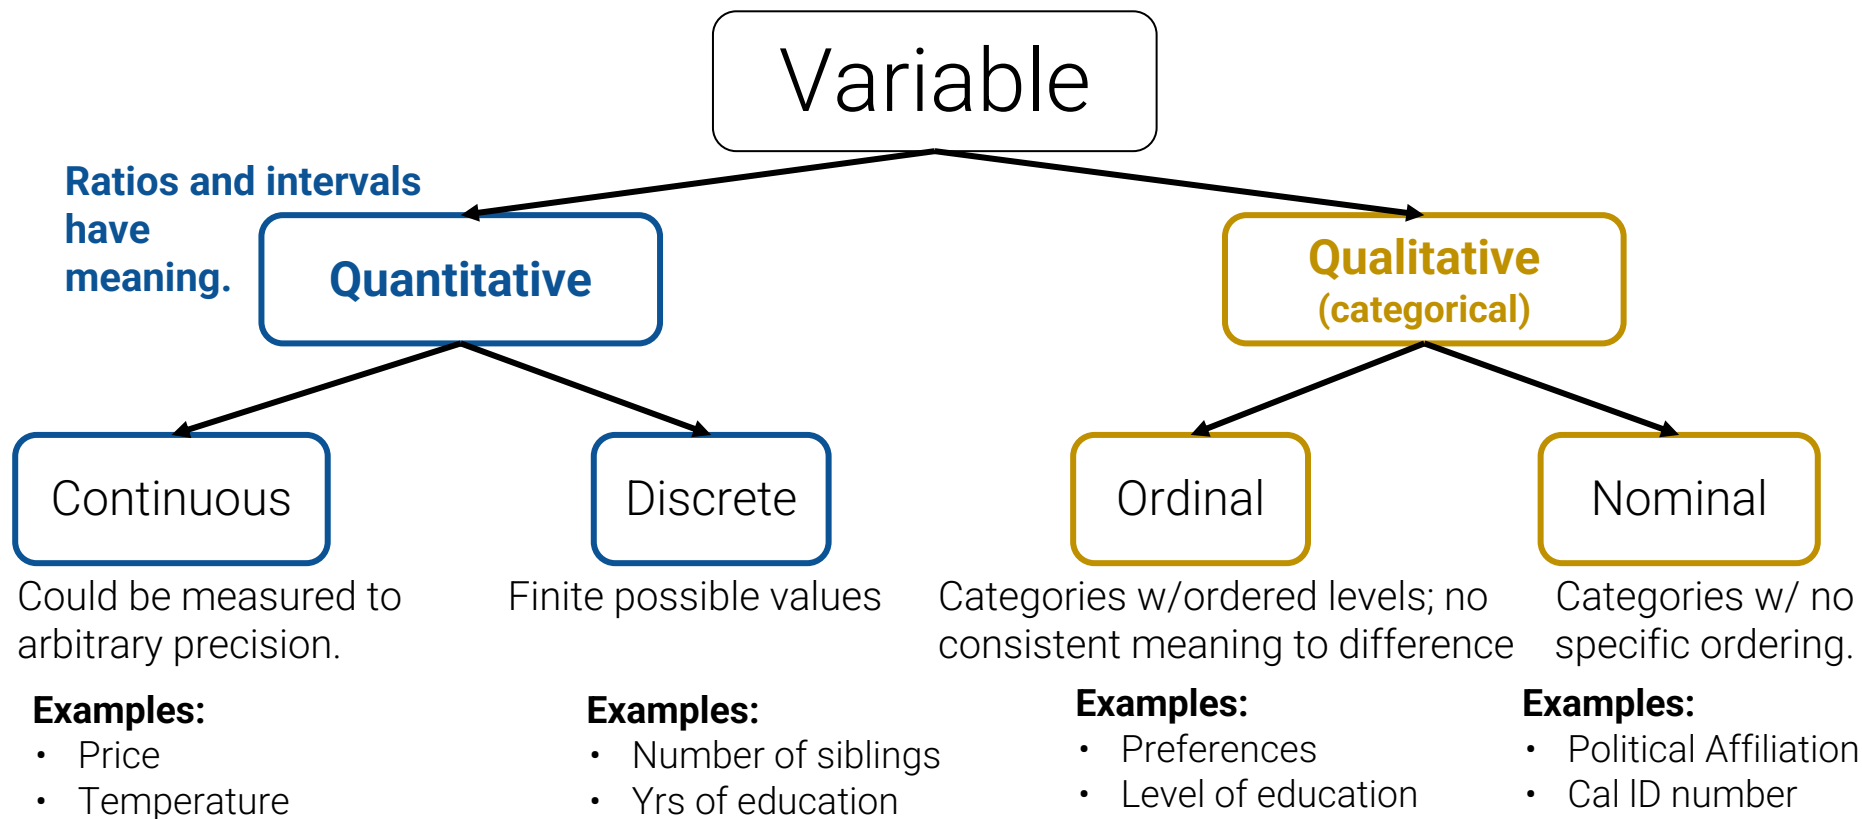 Variable
Ratios and intervals
have
meaning.
Quantitative
Qualitative
(categorical)
Continuous
Discrete
Ordinal
Nominal
Could be measured to
arbitrary precision.
Finite possible values
Categories w/ordered levels; no
consistent meaning to difference
Categories w/ no
specific ordering.
Examples:
• Price
• Temperature
Examples:
• Number of siblings
• Yrs of education
Examples:
• Preferences
• Level of education
Examples:
• Political Affiliation
• Cal ID number